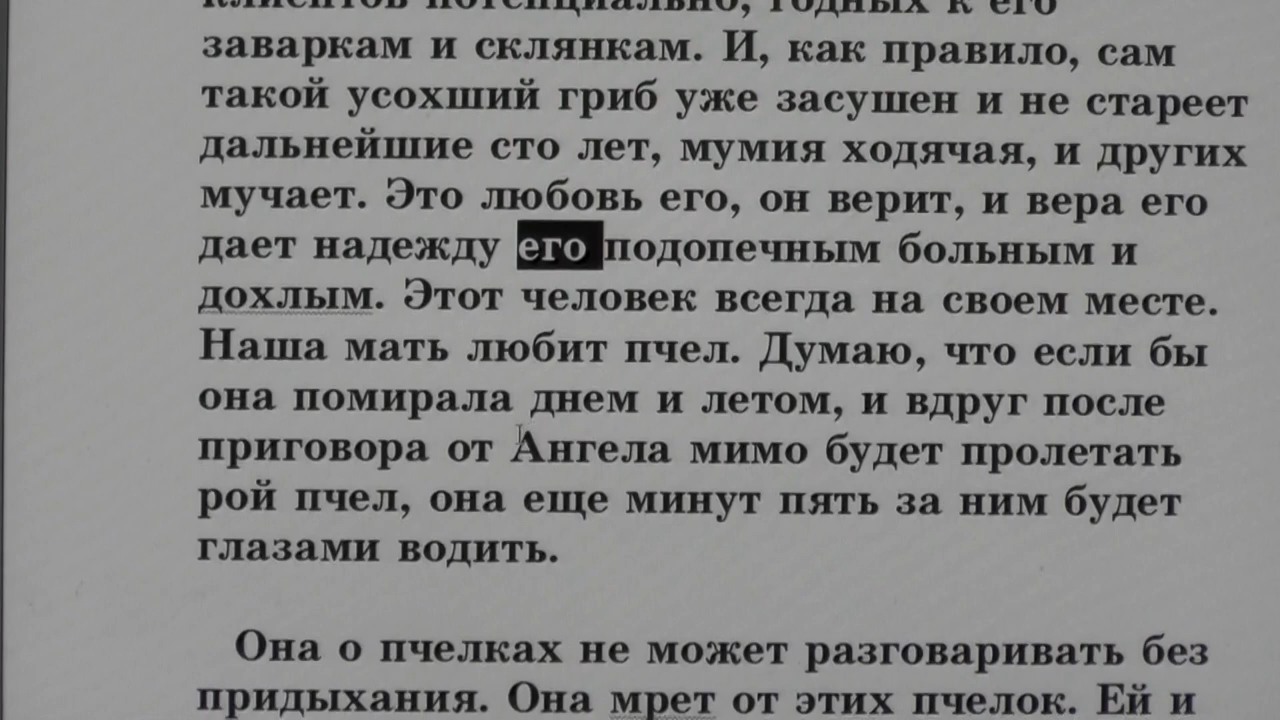 клиентов потенциально, годных к его
заваркам и склянкам. И, как правило, сам
такой усохший гриб уже засушен и не стареет
дальнейшие сто лет, мумия ходячая, и других
мучает. Это любовь его, он верит, и вера его
дает надежду его подопечным больным и
дохлым. Этот человек всегда на своем месте.
Наша мать любит пчел. Думаю, что если бы
она помирала днем и летом, и вдруг после
приговора от Ангела мимо будет пролетать
рой пчел, она еще минут пять за ним будет
глазами водить.
Она о пчелках не может разговаривать без
придыхания. Она мрет от этих пчелок. Ей и